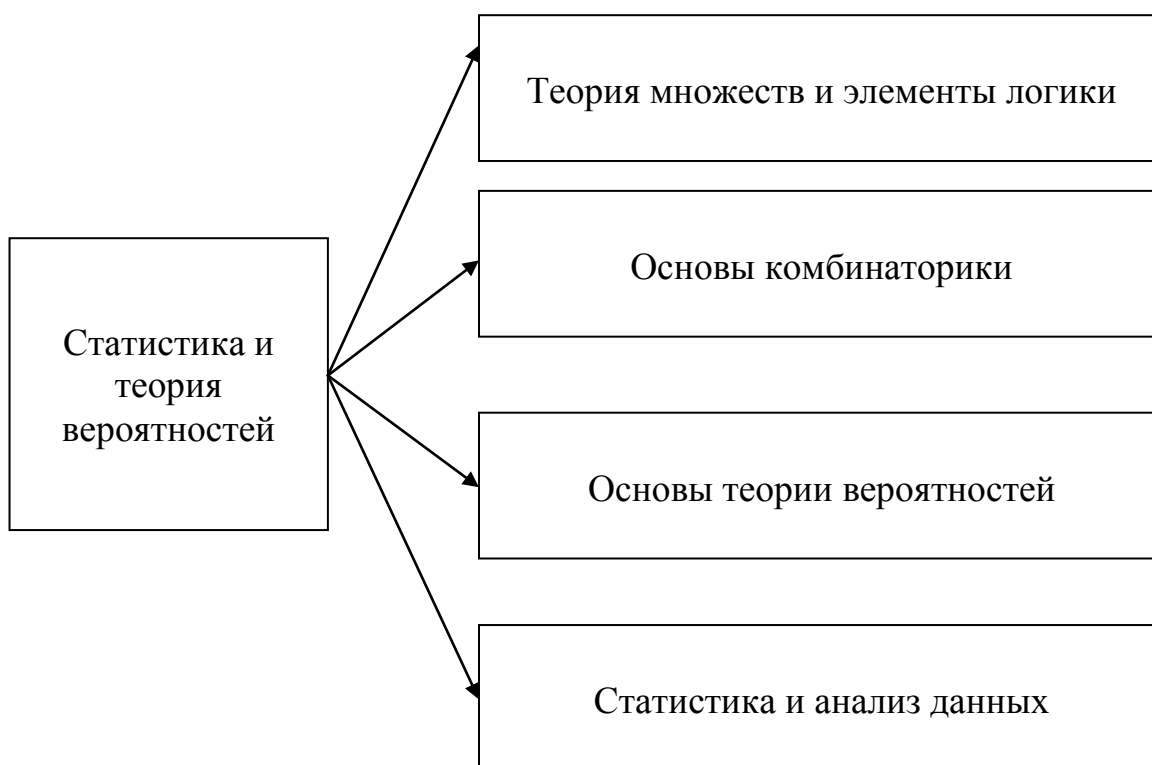 Теория множеств и элементы логики
Основы комбинаторики
Статистика и
теория
вероятностей
Основы теории вероятностей
Статистика и анализ данных